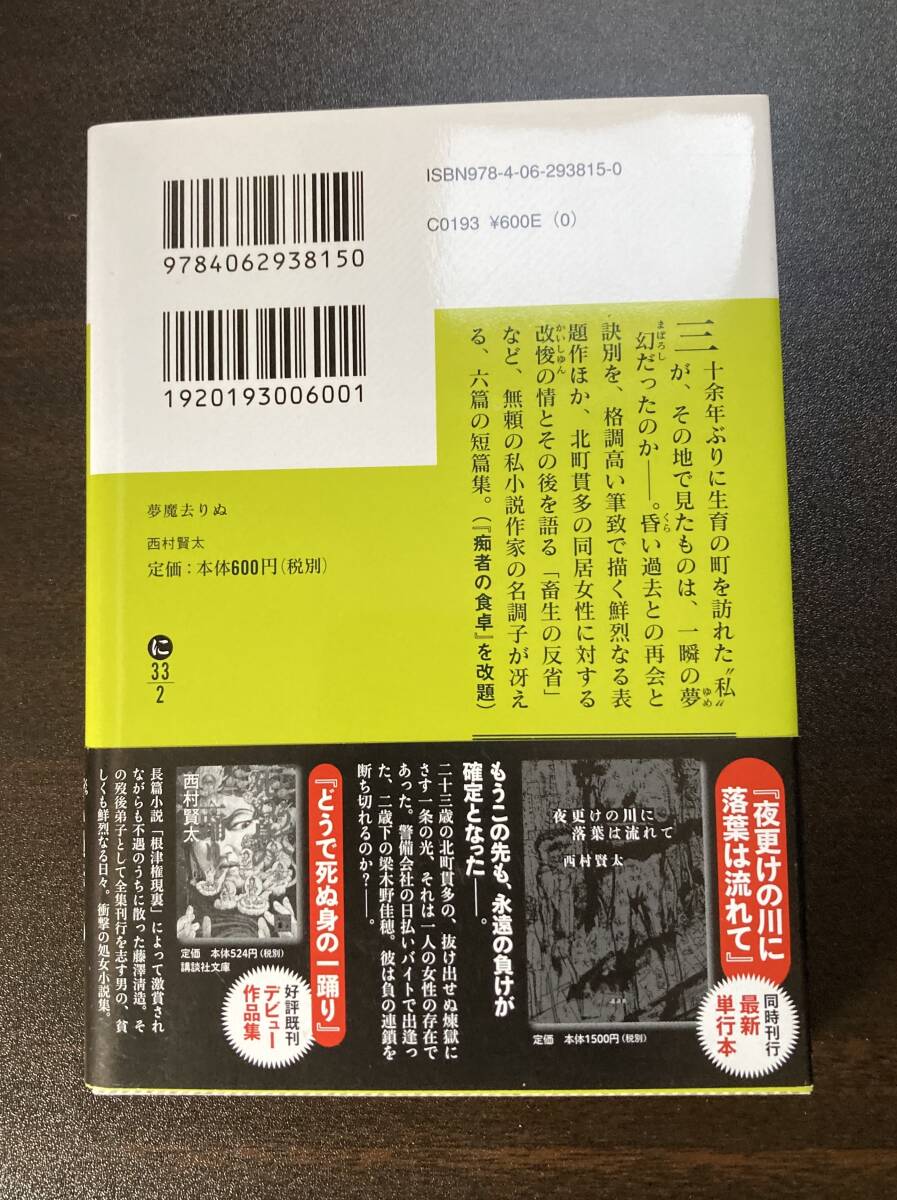 ISBN978-4-06-293815-0
C0193 ¥600E (0)
9784062938150
1920193006001
三十余年ぶりに生育の町を訪れた〝私〟
が、その地で見たものは、一瞬の夢
幻だったのか――。昏い過去との再会と
訣別を、格調高い筆致で描く鮮烈なる表
題作ほか、北町貫多の同居女性に対する
改悛の情とその後を語る「畜生の反省」
など、無頼の私小説作家の名調子が冴え
る、六篇の短篇集。(『痴者の食卓』を改題)
ゆめ
まぼろし
くら
かいしゅん
夢魔去りぬ
西村賢太
定価:本体600円(税別)
に
33
2
『夜更けの川に
落葉は流れて』
同時刊行
最新
単行本
夜更けの川に
落葉は流れて
西村賢太
講談社
定価 本体1500円(税別)
もうこの先も、永遠の負けが
確定となった――。
二十三歳の北町貫多の、抜け出せぬ煉獄に
さす一条の光、それは一人の女性の存在で
あった。警備会社の日払いバイトで出逢っ
た、二歳下の梁木野佳穂。彼は負の連鎖を
断ち切れるのか?――。
『どうで死ぬ身の一踊り』
好評既刊
デビュー
作品集
西村賢太
定価 本体524円(税別)
講談社文庫
長篇小説「根津権現裏」によって激賞され
ながらも不遇のうちに散った藤澤清造。そ
の歿後弟子として全集刊行を志す男の、貧
しくも鮮烈なる日々。衝撃の処女小説集。